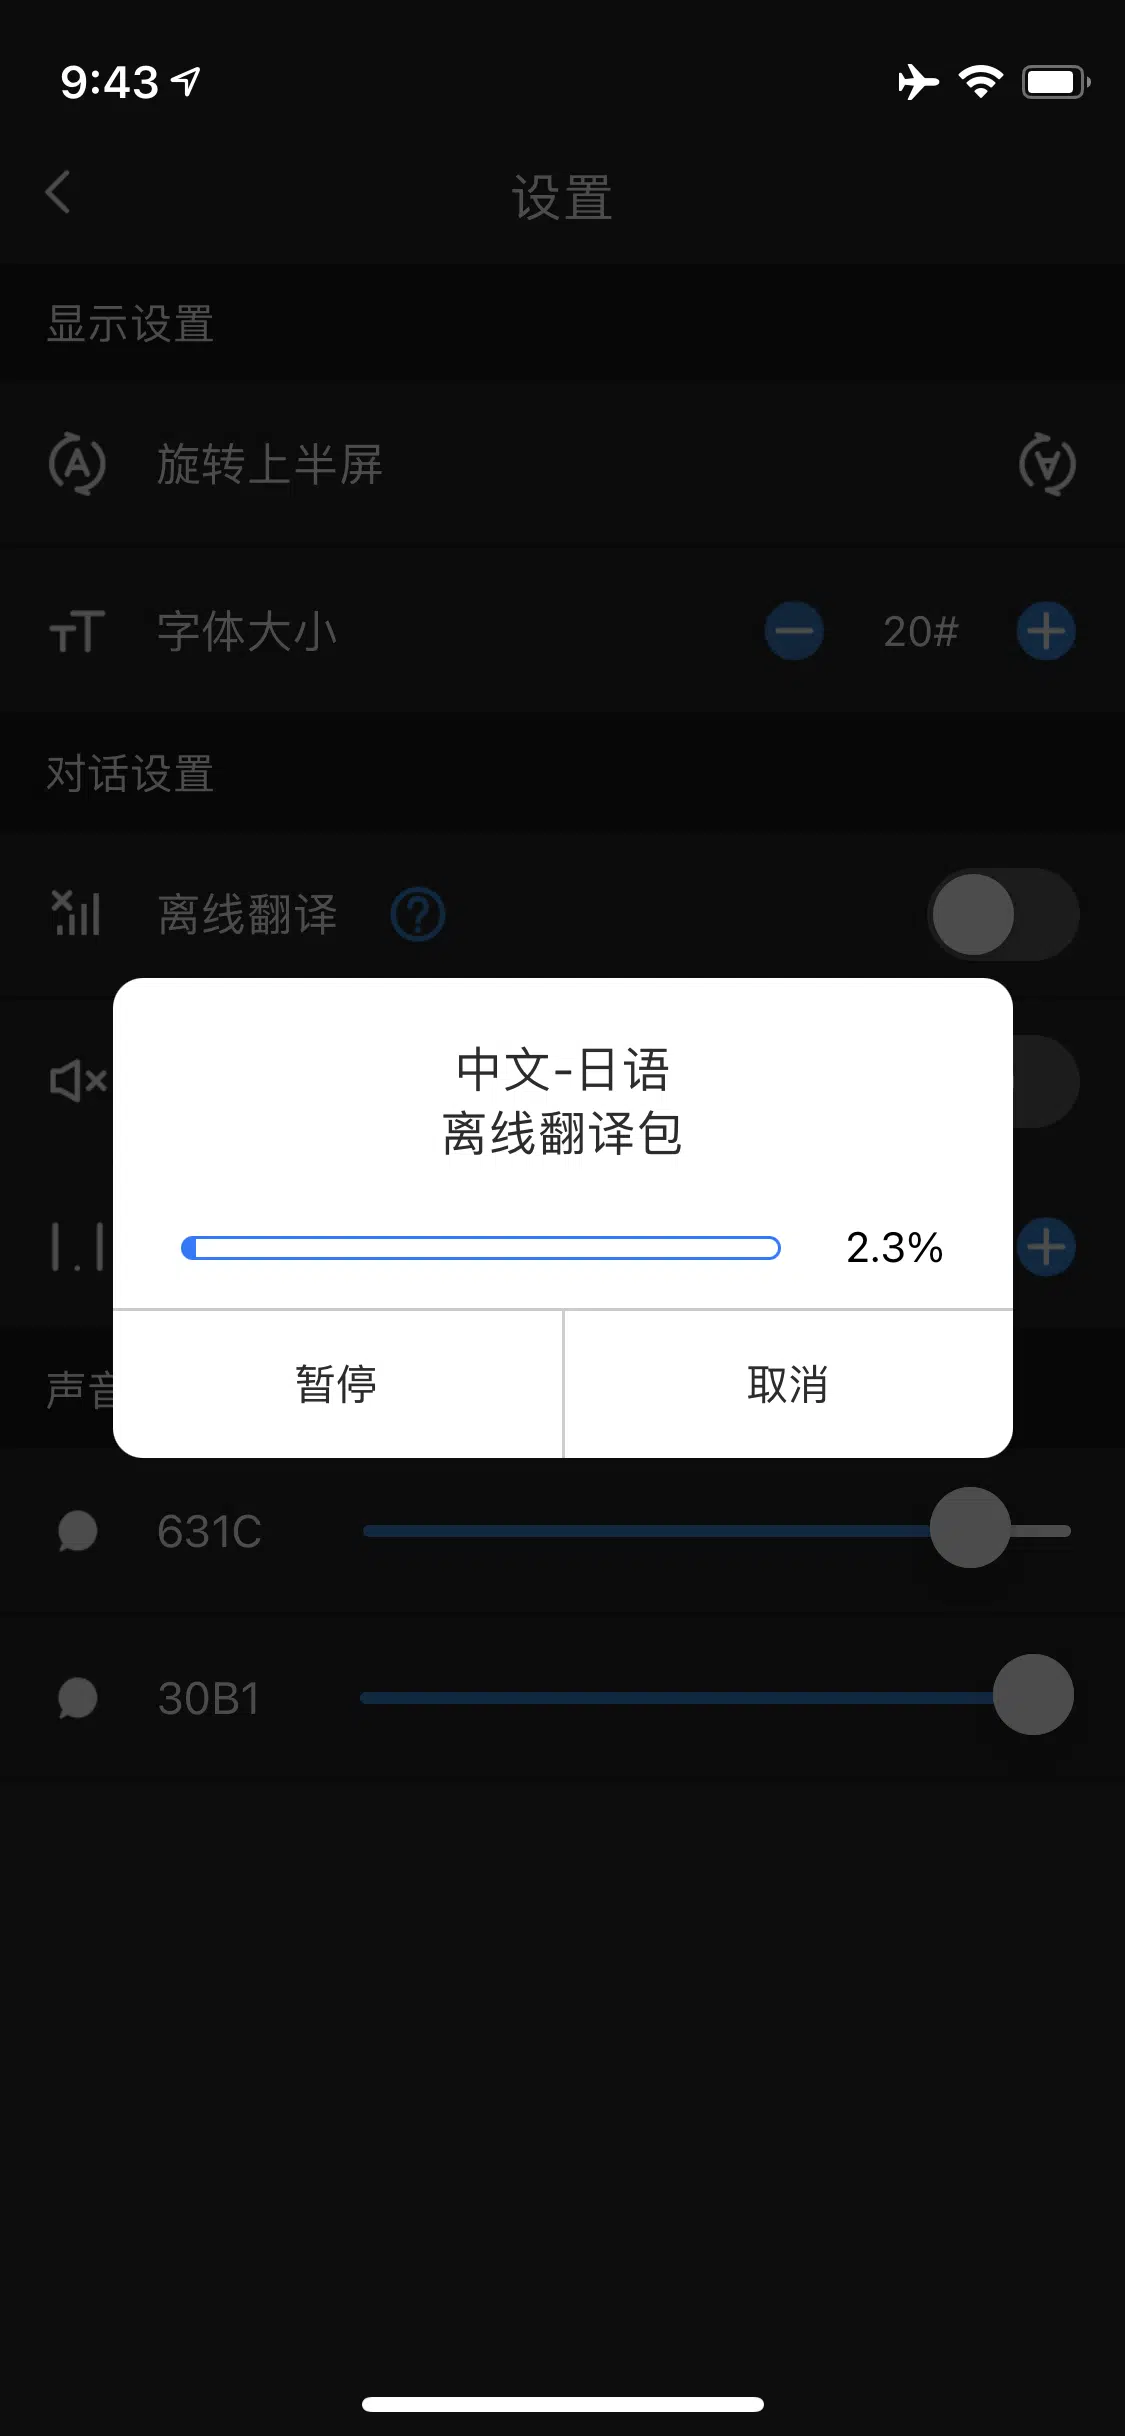 9:43
设置
显示设置
旋转上半屏
字体大小
20#
对话设置
离线翻译
中文-日语
离线翻译包
2.3%
暂停
取消
声音
631C
30B1